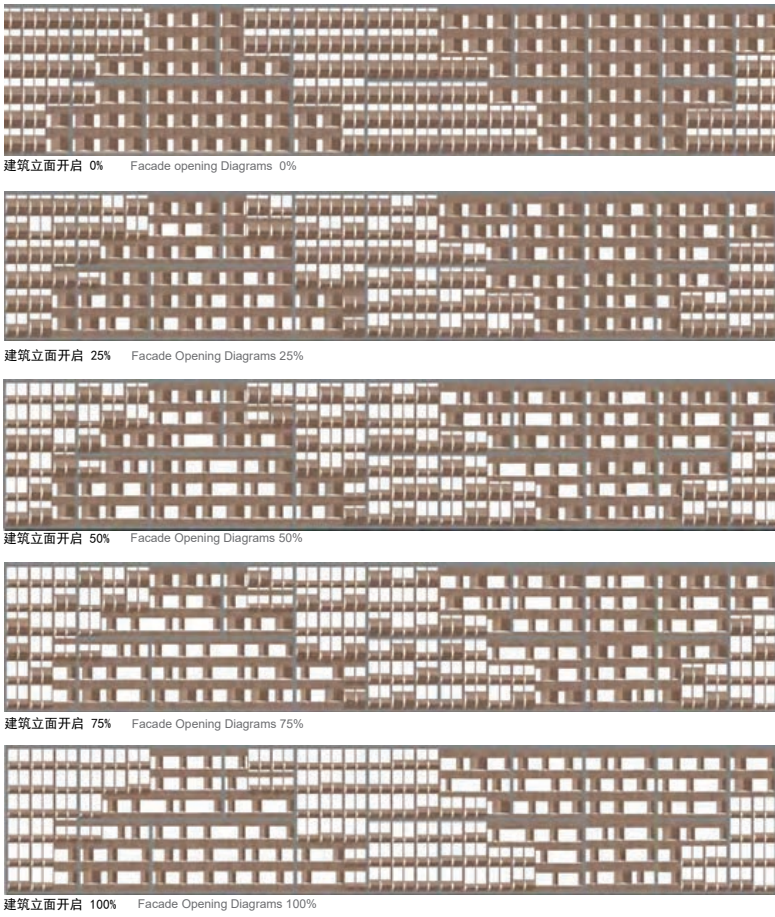 建筑立面开启 0% Facade opening Diagrams 0%
建筑立面开启 25% Facade Opening Diagrams 25%
建筑立面开启 50% Facade Opening Diagrams 50%
建筑立面开启 75% Facade Opening Diagrams 75%
建筑立面开启 100% Facade Opening Diagrams 100%